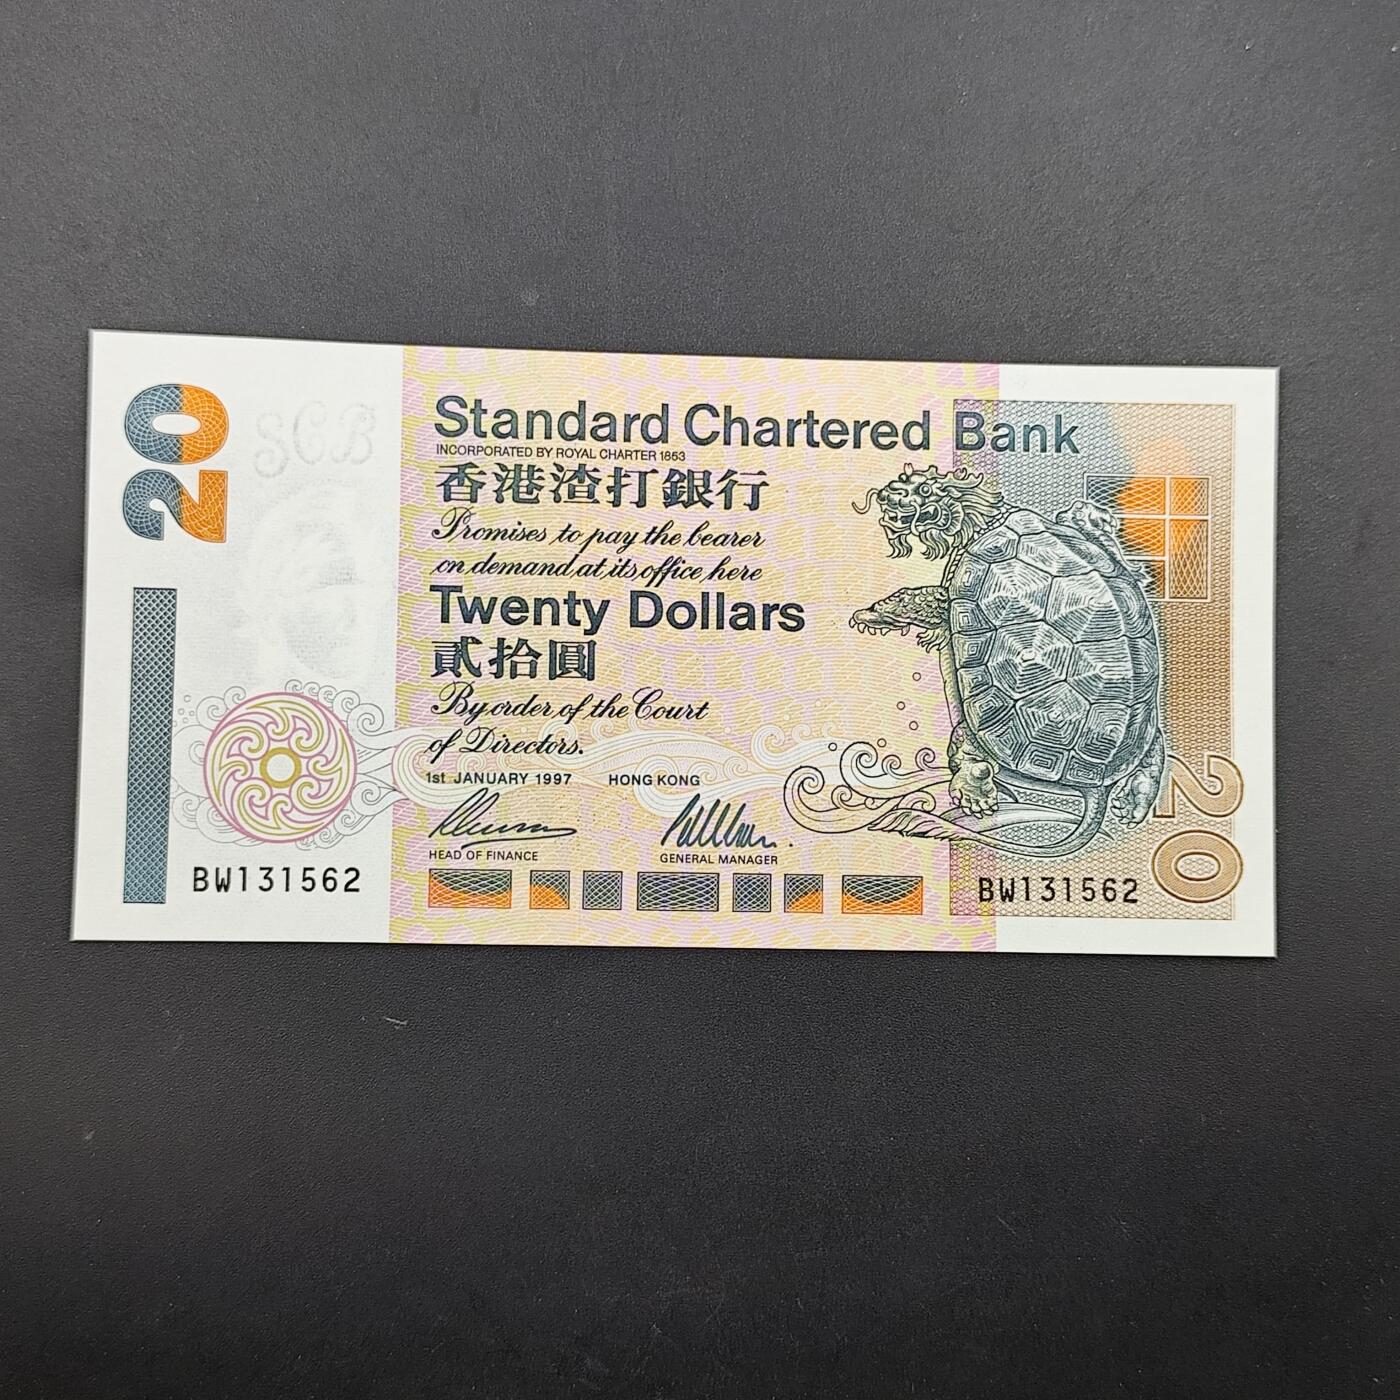 20
SCB
Standard Chartered Bank
INCORPORATED BY ROYAL CHARTER 1853
香港渣打銀行
Promises to pay the bearer
on demand at its office here
Twenty Dollars
貳拾圓
By order of the Court
of Directors.
1st JANUARY 1997 HONG KONG
HEAD OF FINANCE GENERAL MANAGER
BW131562 BW131562
20